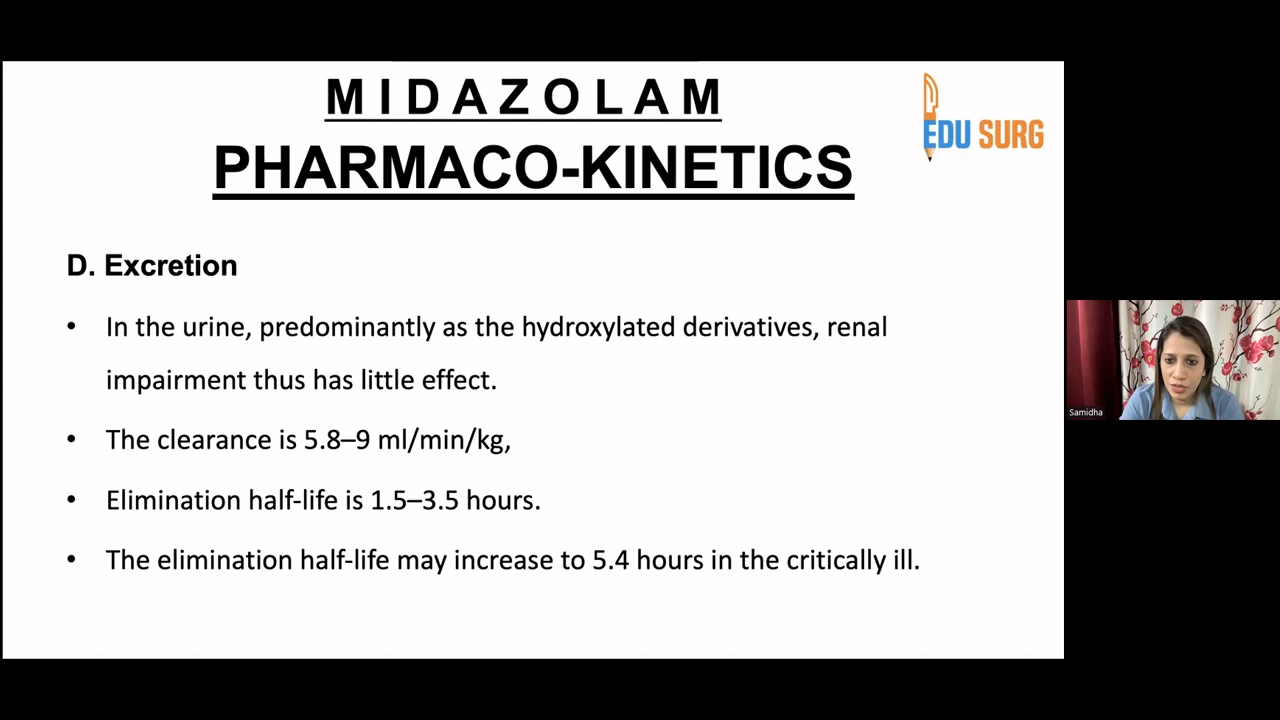 MIDAZOLAM
PHARMACO-KINETICS
EDU SURG
D. Excretion
• In the urine, predominantly as the hydroxylated derivatives, renal
impairment thus has little effect.
• The clearance is 5.8–9 ml/min/kg,
• Elimination half-life is 1.5–3.5 hours.
• The elimination half-life may increase to 5.4 hours in the critically ill.
Samidha